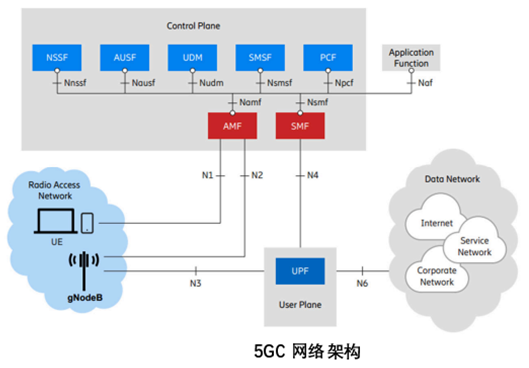 Control Plane
NSSF
AUSF
UDM
SMSF
PCF
Application
Function
Nnssf
Nausf
Nudm
Nsmsf
Npcf
Naf
Namf
Nsmf
AMF
SMF
N1
N2
N4
Radio Access
Network
UE
gNodeB
N3
UPF
User Plane
N6
Data Network
Internet
Service
Network
Corporate
Network
5GC 网络架构